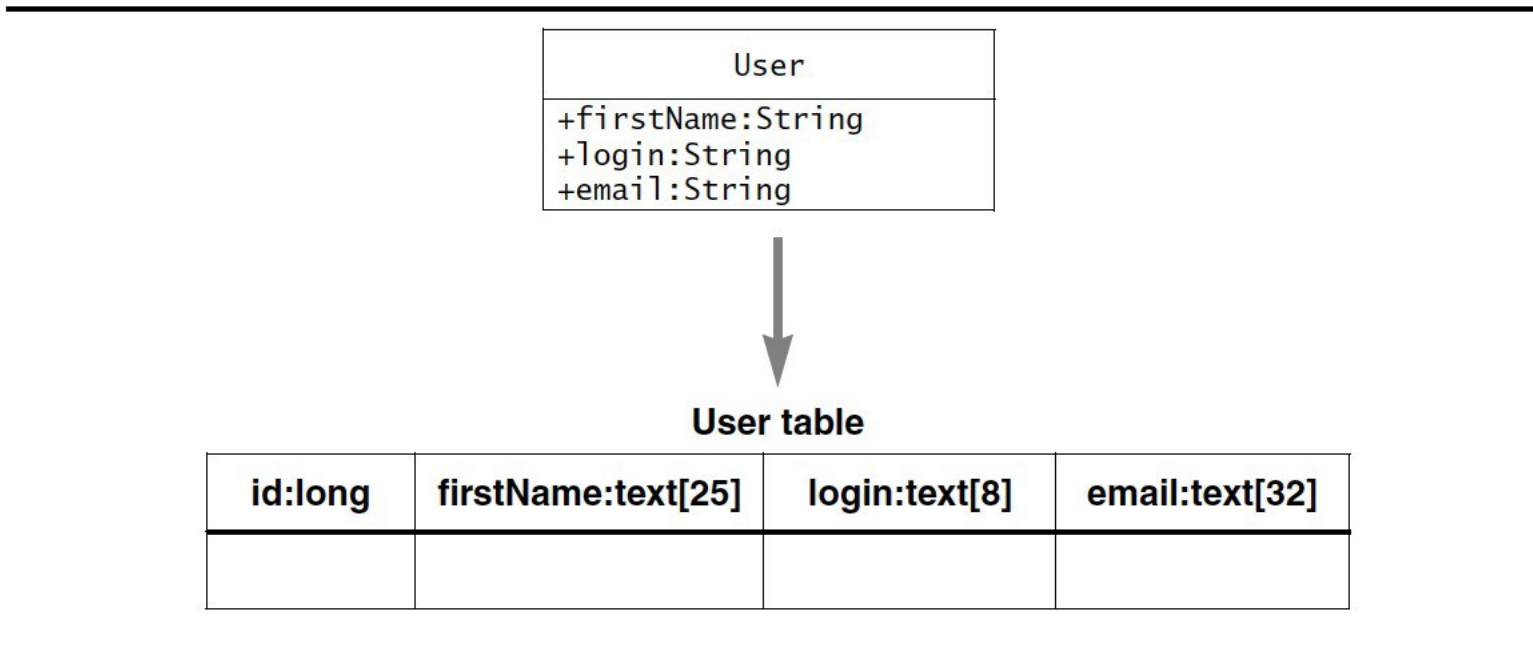 User
+firstName:String
+login:String
+email:String
User table
id:long firstName:text[25] login:text[8] email:text[32]